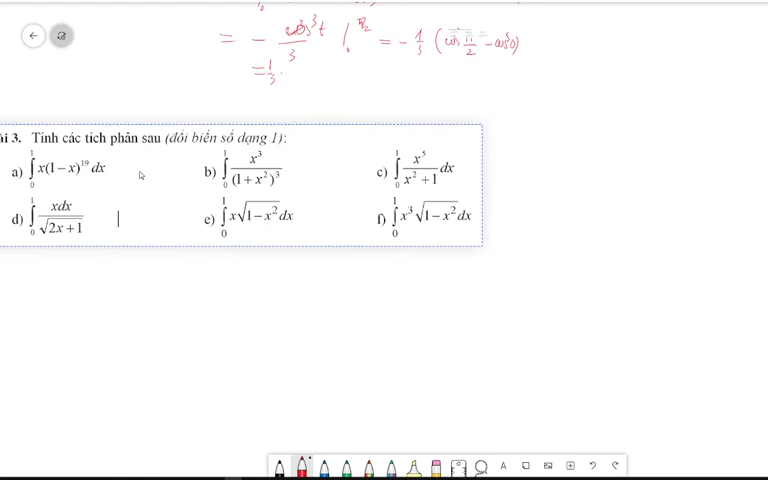 = - cos³t/3 |₀^{π/2} = - 1/3 (cos³ π/2 - cos³0)
= 1/3.
ài 3. Tính các tích phân sau (đổi biến số dạng 1):
a) ∫₀¹ x(1−x)¹⁹ dx b) ∫₀¹ x³/(1+x²)³ c) ∫₀¹ x⁵/(x²+1) dx
d) ∫₀¹ xdx/√(2x+1) e) ∫₀¹ x√(1−x²)dx f) ∫₀¹ x³√(1−x²)dx
A